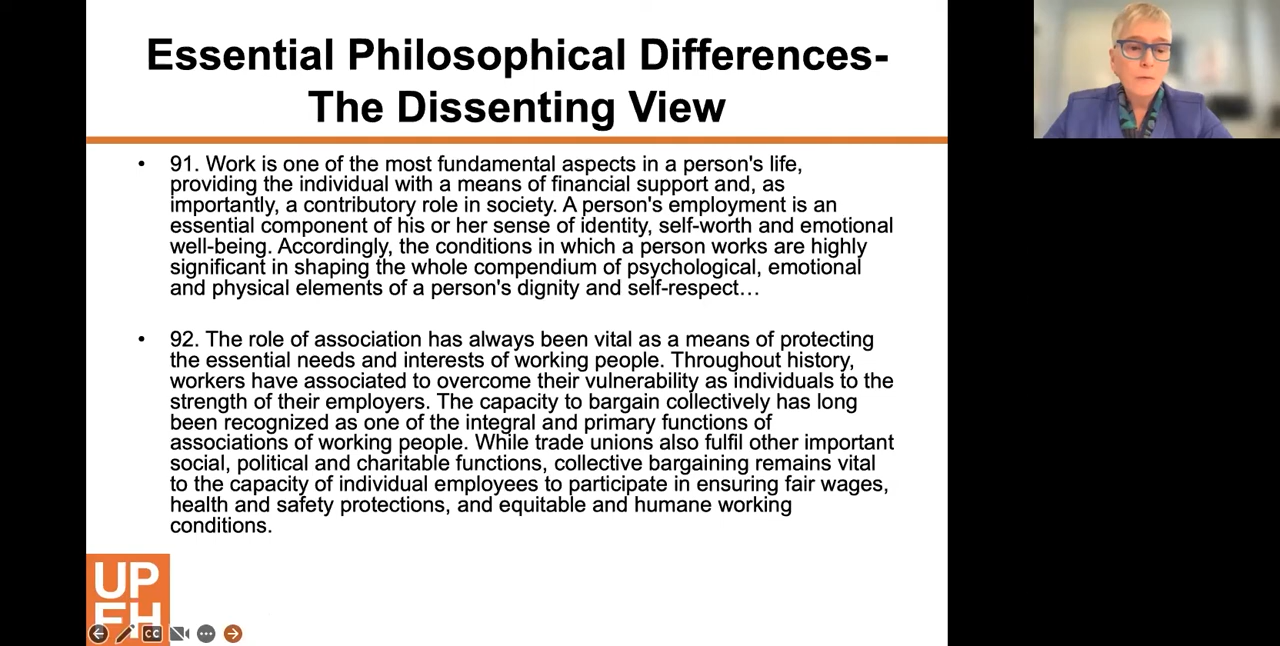 Essential Philosophical Differences-
The Dissenting View
• 91. Work is one of the most fundamental aspects in a person's life,
providing the individual with a means of financial support and, as
importantly, a contributory role in society. A person's employment is an
essential component of his or her sense of identity, self-worth and emotional
well-being. Accordingly, the conditions in which a person works are highly
significant in shaping the whole compendium of psychological, emotional
and physical elements of a person's dignity and self-respect…
• 92. The role of association has always been vital as a means of protecting
the essential needs and interests of working people. Throughout history,
workers have associated to overcome their vulnerability as individuals to the
strength of their employers. The capacity to bargain collectively has long
been recognized as one of the integral and primary functions of
associations of working people. While trade unions also fulfil other important
social, political and charitable functions, collective bargaining remains vital
to the capacity of individual employees to participate in ensuring fair wages,
health and safety protections, and equitable and humane working
conditions.
UP
FH
CC